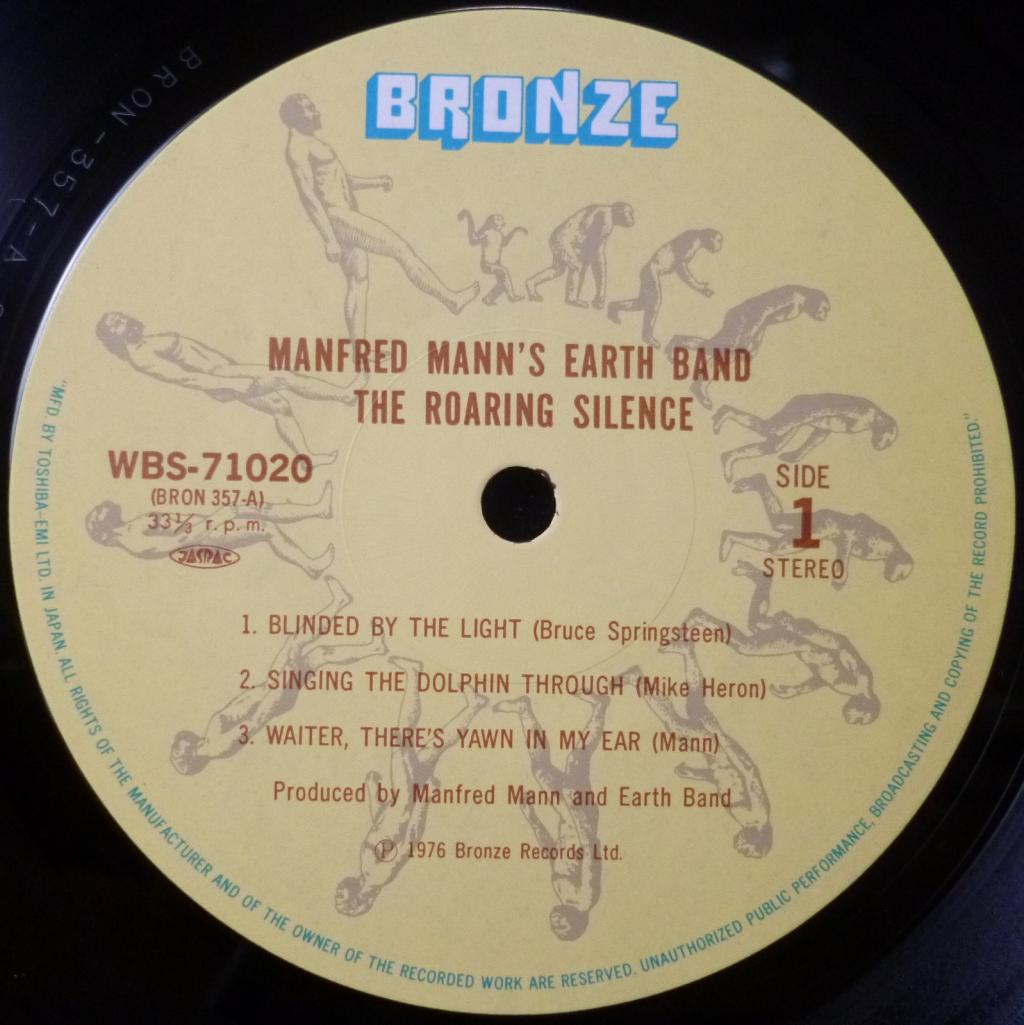 BRONZE
MANFRED MANN'S EARTH BAND
THE ROARING SILENCE
WBS-71020
(BRON 357-A)
33⅓ r.p.m.
JASRAC
SIDE
1
STEREO
1. BLINDED BY THE LIGHT (Bruce Springsteen)
2. SINGING THE DOLPHIN THROUGH (Mike Heron)
3. WAITER, THERE'S YAWN IN MY EAR (Mann)
Produced by Manfred Mann and Earth Band
℗ 1976 Bronze Records Ltd.
"MFD. BY TOSHIBA-EMI LTD. IN JAPAN. ALL RIGHTS OF THE MANUFACTURER AND OF THE OWNER OF THE RECORDED WORK ARE RESERVED. UNAUTHORIZED PUBLIC PERFORMANCE, BROADCASTING AND COPYING OF THE RECORD PROHIBITED."
BRON-357-A